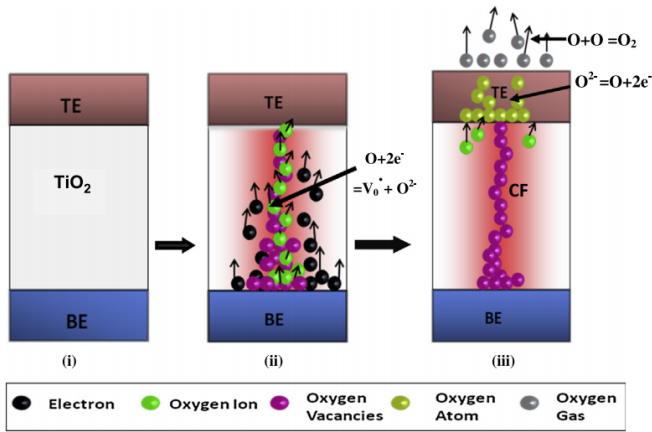 O+O =O₂
O²⁻=O+2e⁻
TE
TiO₂
BE
(i)
TE
O+2e⁻
=V₀˙+ O²⁻
BE
(ii)
TE
CF
BE
(iii)
Electron
Oxygen Ion
Oxygen
Vacancies
Oxygen
Atom
Oxygen
Gas